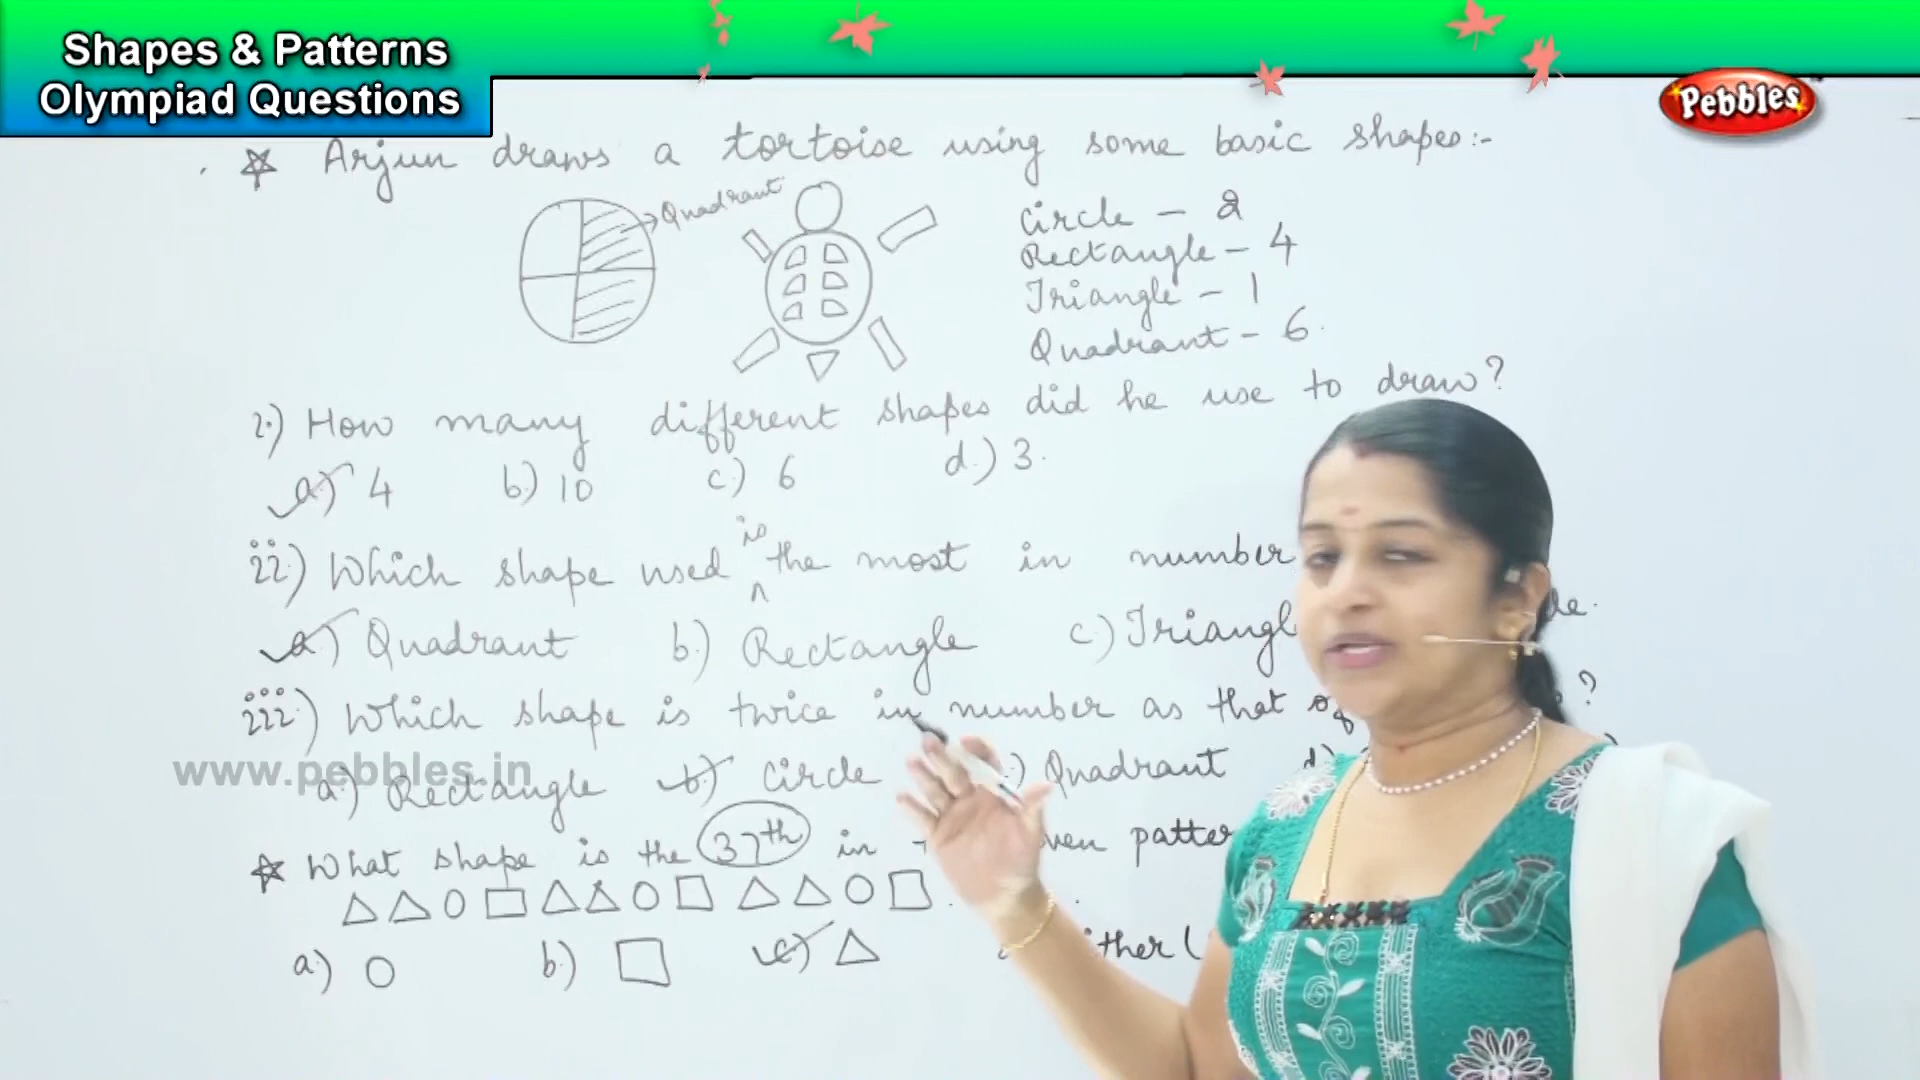 Shapes & Patterns
Olympiad Questions
Pebbles
Arjun draws a tortoise using some basic shapes:-
Quadrant
Circle - 2
Rectangle - 4
Triangle - 1
Quadrant - 6.
i.) How many different shapes did he use to draw?
a.) 4 b.) 10 c.) 6 d.) 3.
ii.) Which shape used is the most in number
a.) Quadrant b.) Rectangle c.) Triangle
iii.) Which shape is twice in number as that of ?
www.pebbles.in
a.) Rectangle b.) Circle c.) Quadrant d.)
What shape is the 37th in
a.) b.) c.)